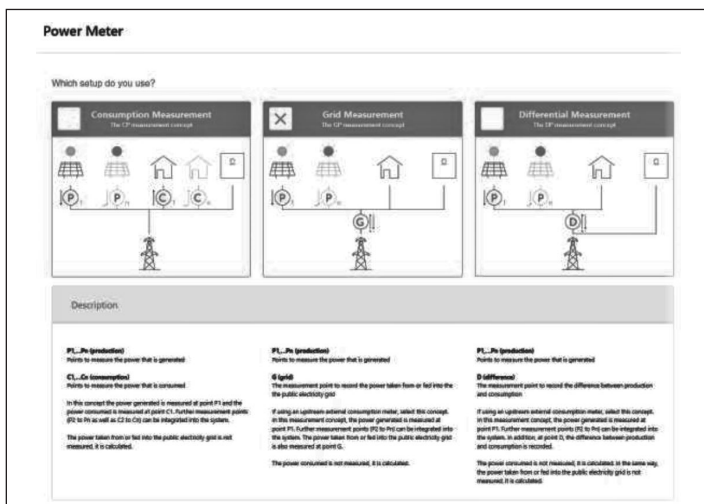 Power Meter
Which setup do you use?
Consumption Measurement
The CP measurement concept
Grid Measurement
The GP measurement concept
Differential Measurement
The DP measurement concept
P 1
P n
C 1
C n
P 1
P n
G
P 1
P n
D
Description
P1,...Pn (production)
Points to measure the power that is generated
C1,...Cn (consumption)
Points to measure the power that is consumed
In this concept the power generated is measured at point P1 and the
power consumed is measured at point C1. Further measurement points
(P2 to Pn as well as C2 to Cn) can be integrated into the system.
The power taken from or fed into the public electricity grid is not
measured, it is calculated.
P1,...Pn (production)
Points to measure the power that is generated
G (grid)
The measurement point to record the power taken from or fed into the
the public electricity grid
If using an upstream external consumption meter, select this concept.
In this measurement concept, the power generated is measured at
point P1. Further measurement points (P2 to Pn) can be integrated into
the system. The power taken from or fed into the public electricity grid
is also measured at point G.
The power consumed is not measured, it is calculated.
P1,...Pn (production)
Points to measure the power that is generated
D (difference)
The measurement point to record the difference between production
and consumption
If using an upstream external consumption meter, select this concept.
In this measurement concept, the power generated is measured at
point P1. Further measurement points (P2 to Pn) can be integrated into
the system. In addition, at point D, the difference between production
and consumption is recorded.
The power consumed is not measured, it is calculated. In the same way,
the power taken from or fed into the public electricity grid is not
measured, it is calculated.